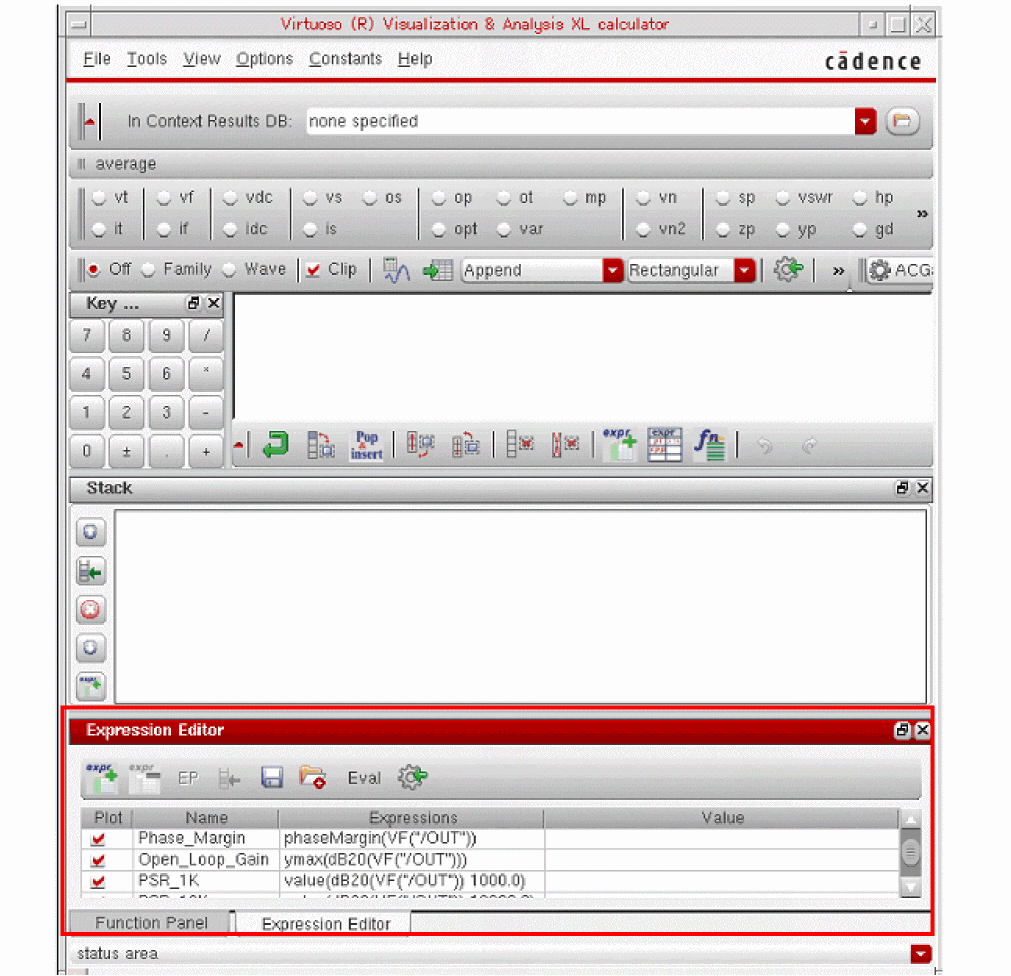 Virtuoso (R) Visualization & Analysis XL calculator
File Tools View Options Constants Help
cādence
In Context Results DB: none specified
average
vt vf vdc vs os op ot mp vn sp vswr hp »
it if idc is opt var vn2 zp yp gd
Off Family Wave Clip Append Rectangular » ACG
Key ...
7 8 9 /
4 5 6 *
1 2 3 -
0 ± . +
Pop & insert expr expr fn
Stack
expr
Expression Editor
expr expr EP Eval
Plot Name Expressions Value
Phase_Margin phaseMargin(VF("/OUT"))
Open_Loop_Gain ymax(dB20(VF("/OUT")))
PSR_1K value(dB20(VF("/OUT")) 1000.0)
Function Panel Expression Editor
status area